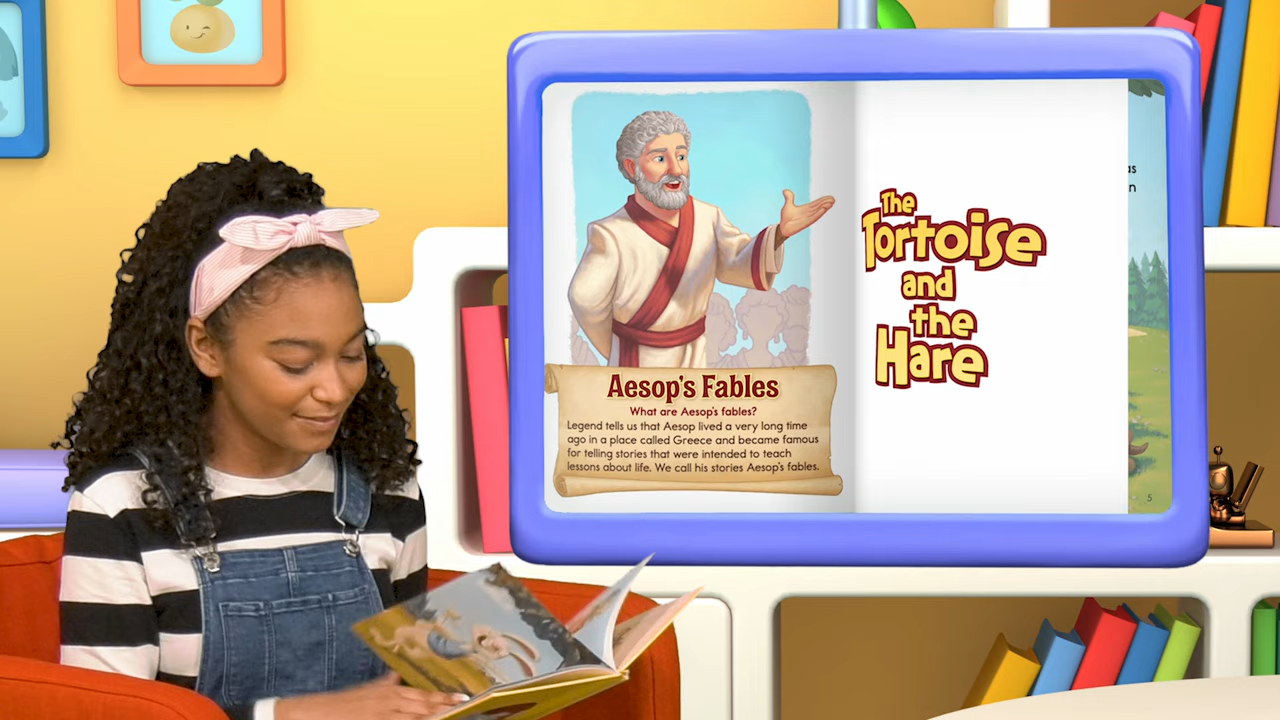 Aesop's Fables
What are Aesop's fables?
Legend tells us that Aesop lived a very long time
ago in a place called Greece and became famous
for telling stories that were intended to teach
lessons about life. We call his stories Aesop's fables.
The
Tortoise
and
the
Hare
5